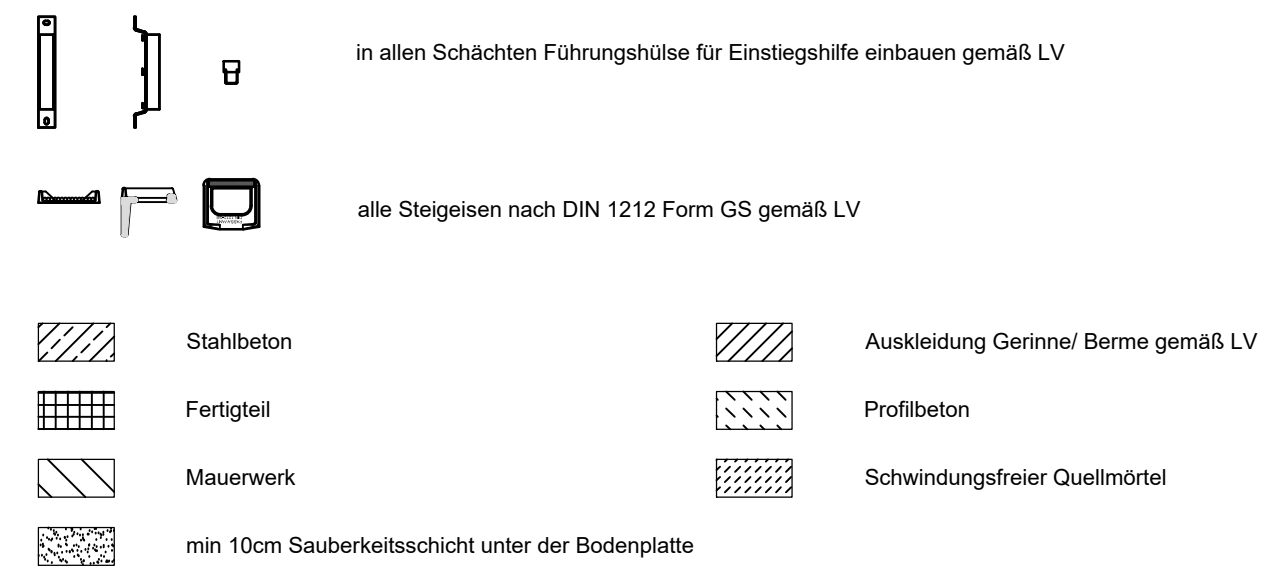 in allen Schächten Führungshülse für Einstiegshilfe einbauen gemäß LV
alle Steigeisen nach DIN 1212 Form GS gemäß LV
Stahlbeton
Auskleidung Gerinne/ Berme gemäß LV
Fertigteil
Profilbeton
Mauerwerk
Schwindungsfreier Quellmörtel
min 10cm Sauberkeitsschicht unter der Bodenplatte